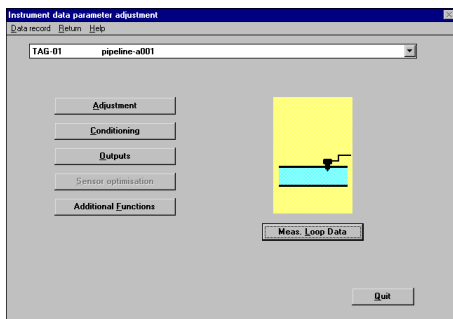 Instrument data parameter adjustment
Data record Return Help
TAG-01 pipeline-a001
Adjustment
Conditioning
Outputs
Sensor optimisation
Additional Functions
Meas. Loop Data
Quit